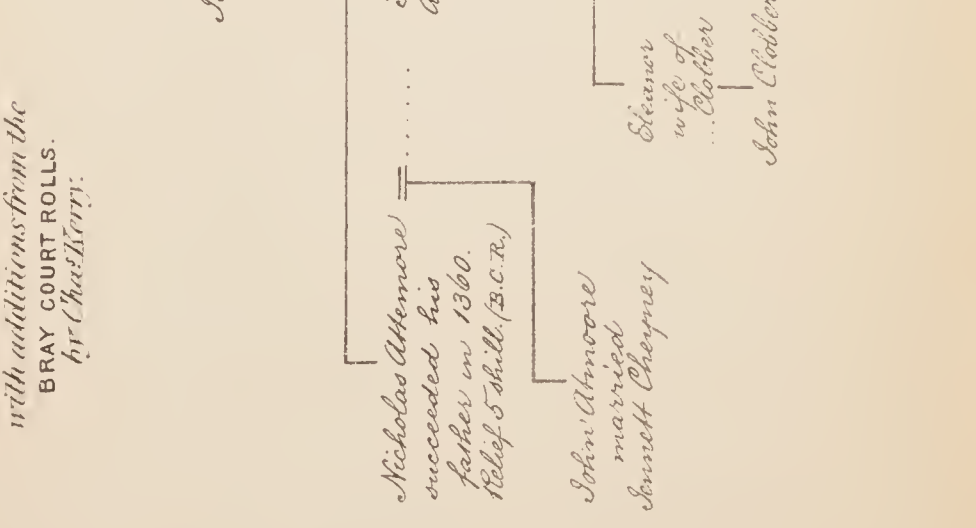 with additions from the
BRAY COURT ROLLS.
by Chas Kerry.
Nicholas Attemore = . . . . . .
succeeded his
father in 1360.
Relief 5 shill. (B.C.R.)
John Atmoore
married
Jennett Cheyney
Eleanor
wife of
... Clobber
John Clobber